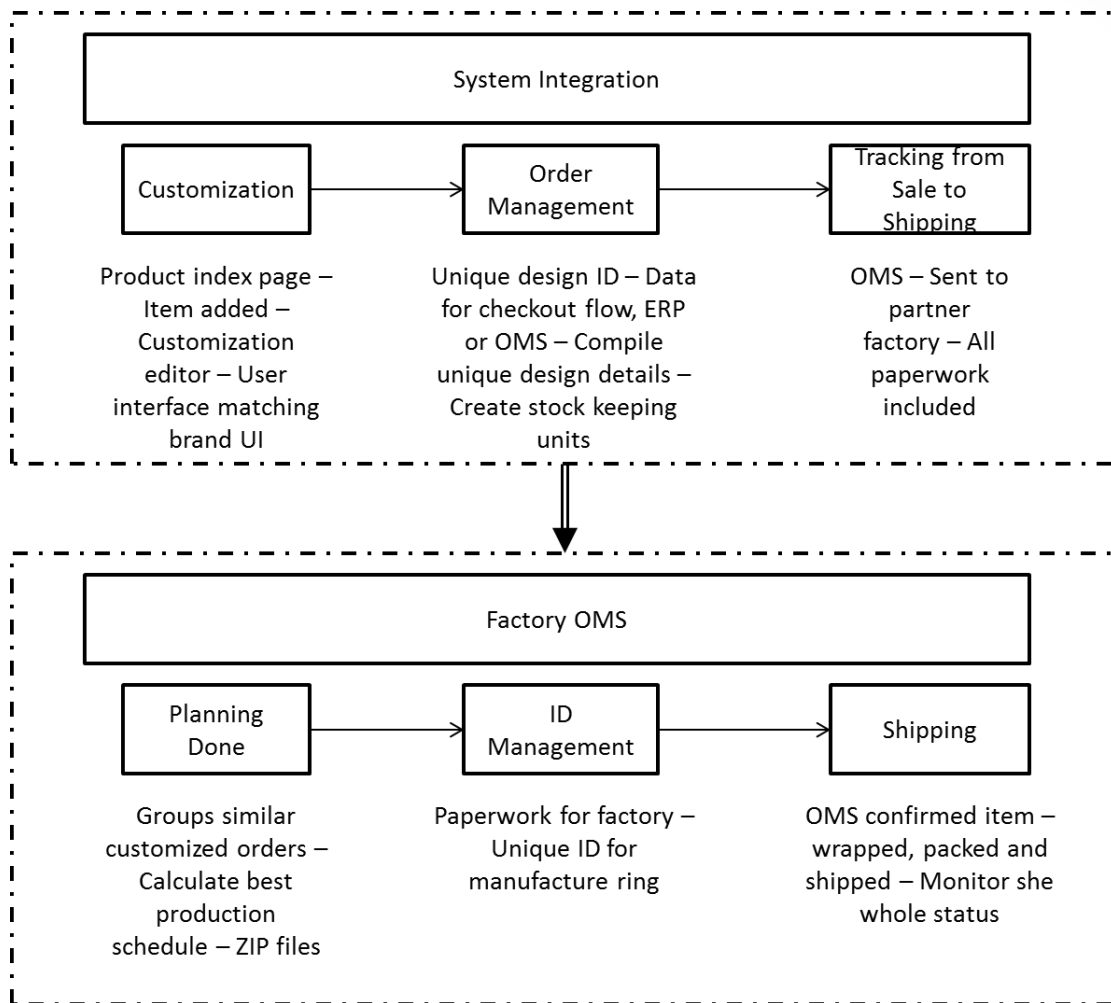 System Integration
Customization
Order
Management
Tracking from
Sale to
Shipping
Product index page –
Item added –
Customization
editor – User
interface matching
brand UI
Unique design ID – Data
for checkout flow, ERP
or OMS – Compile
unique design details –
Create stock keeping
units
OMS – Sent to
partner
factory – All
paperwork
included
Factory OMS
Planning
Done
ID
Management
Shipping
Groups similar
customized orders –
Calculate best
production
schedule – ZIP files
Paperwork for factory –
Unique ID for
manufacture ring
OMS confirmed item –
wrapped, packed and
shipped – Monitor she
whole status